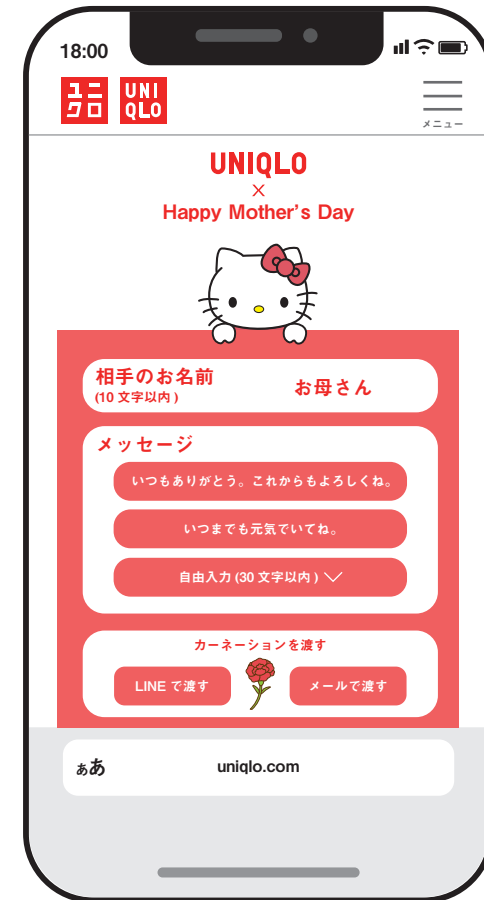 18:00
ユニ
クロ
UNI
QLO
メニュー
UNIQLO
×
Happy Mother's Day
相手のお名前
(10 文字以内)
お母さん
メッセージ
いつもありがとう。これからもよろしくね。
いつまでも元気でいてね。
自由入力 (30 文字以内)
カーネーションを渡す
LINE で渡す
メールで渡す
ぁあ
uniqlo.com